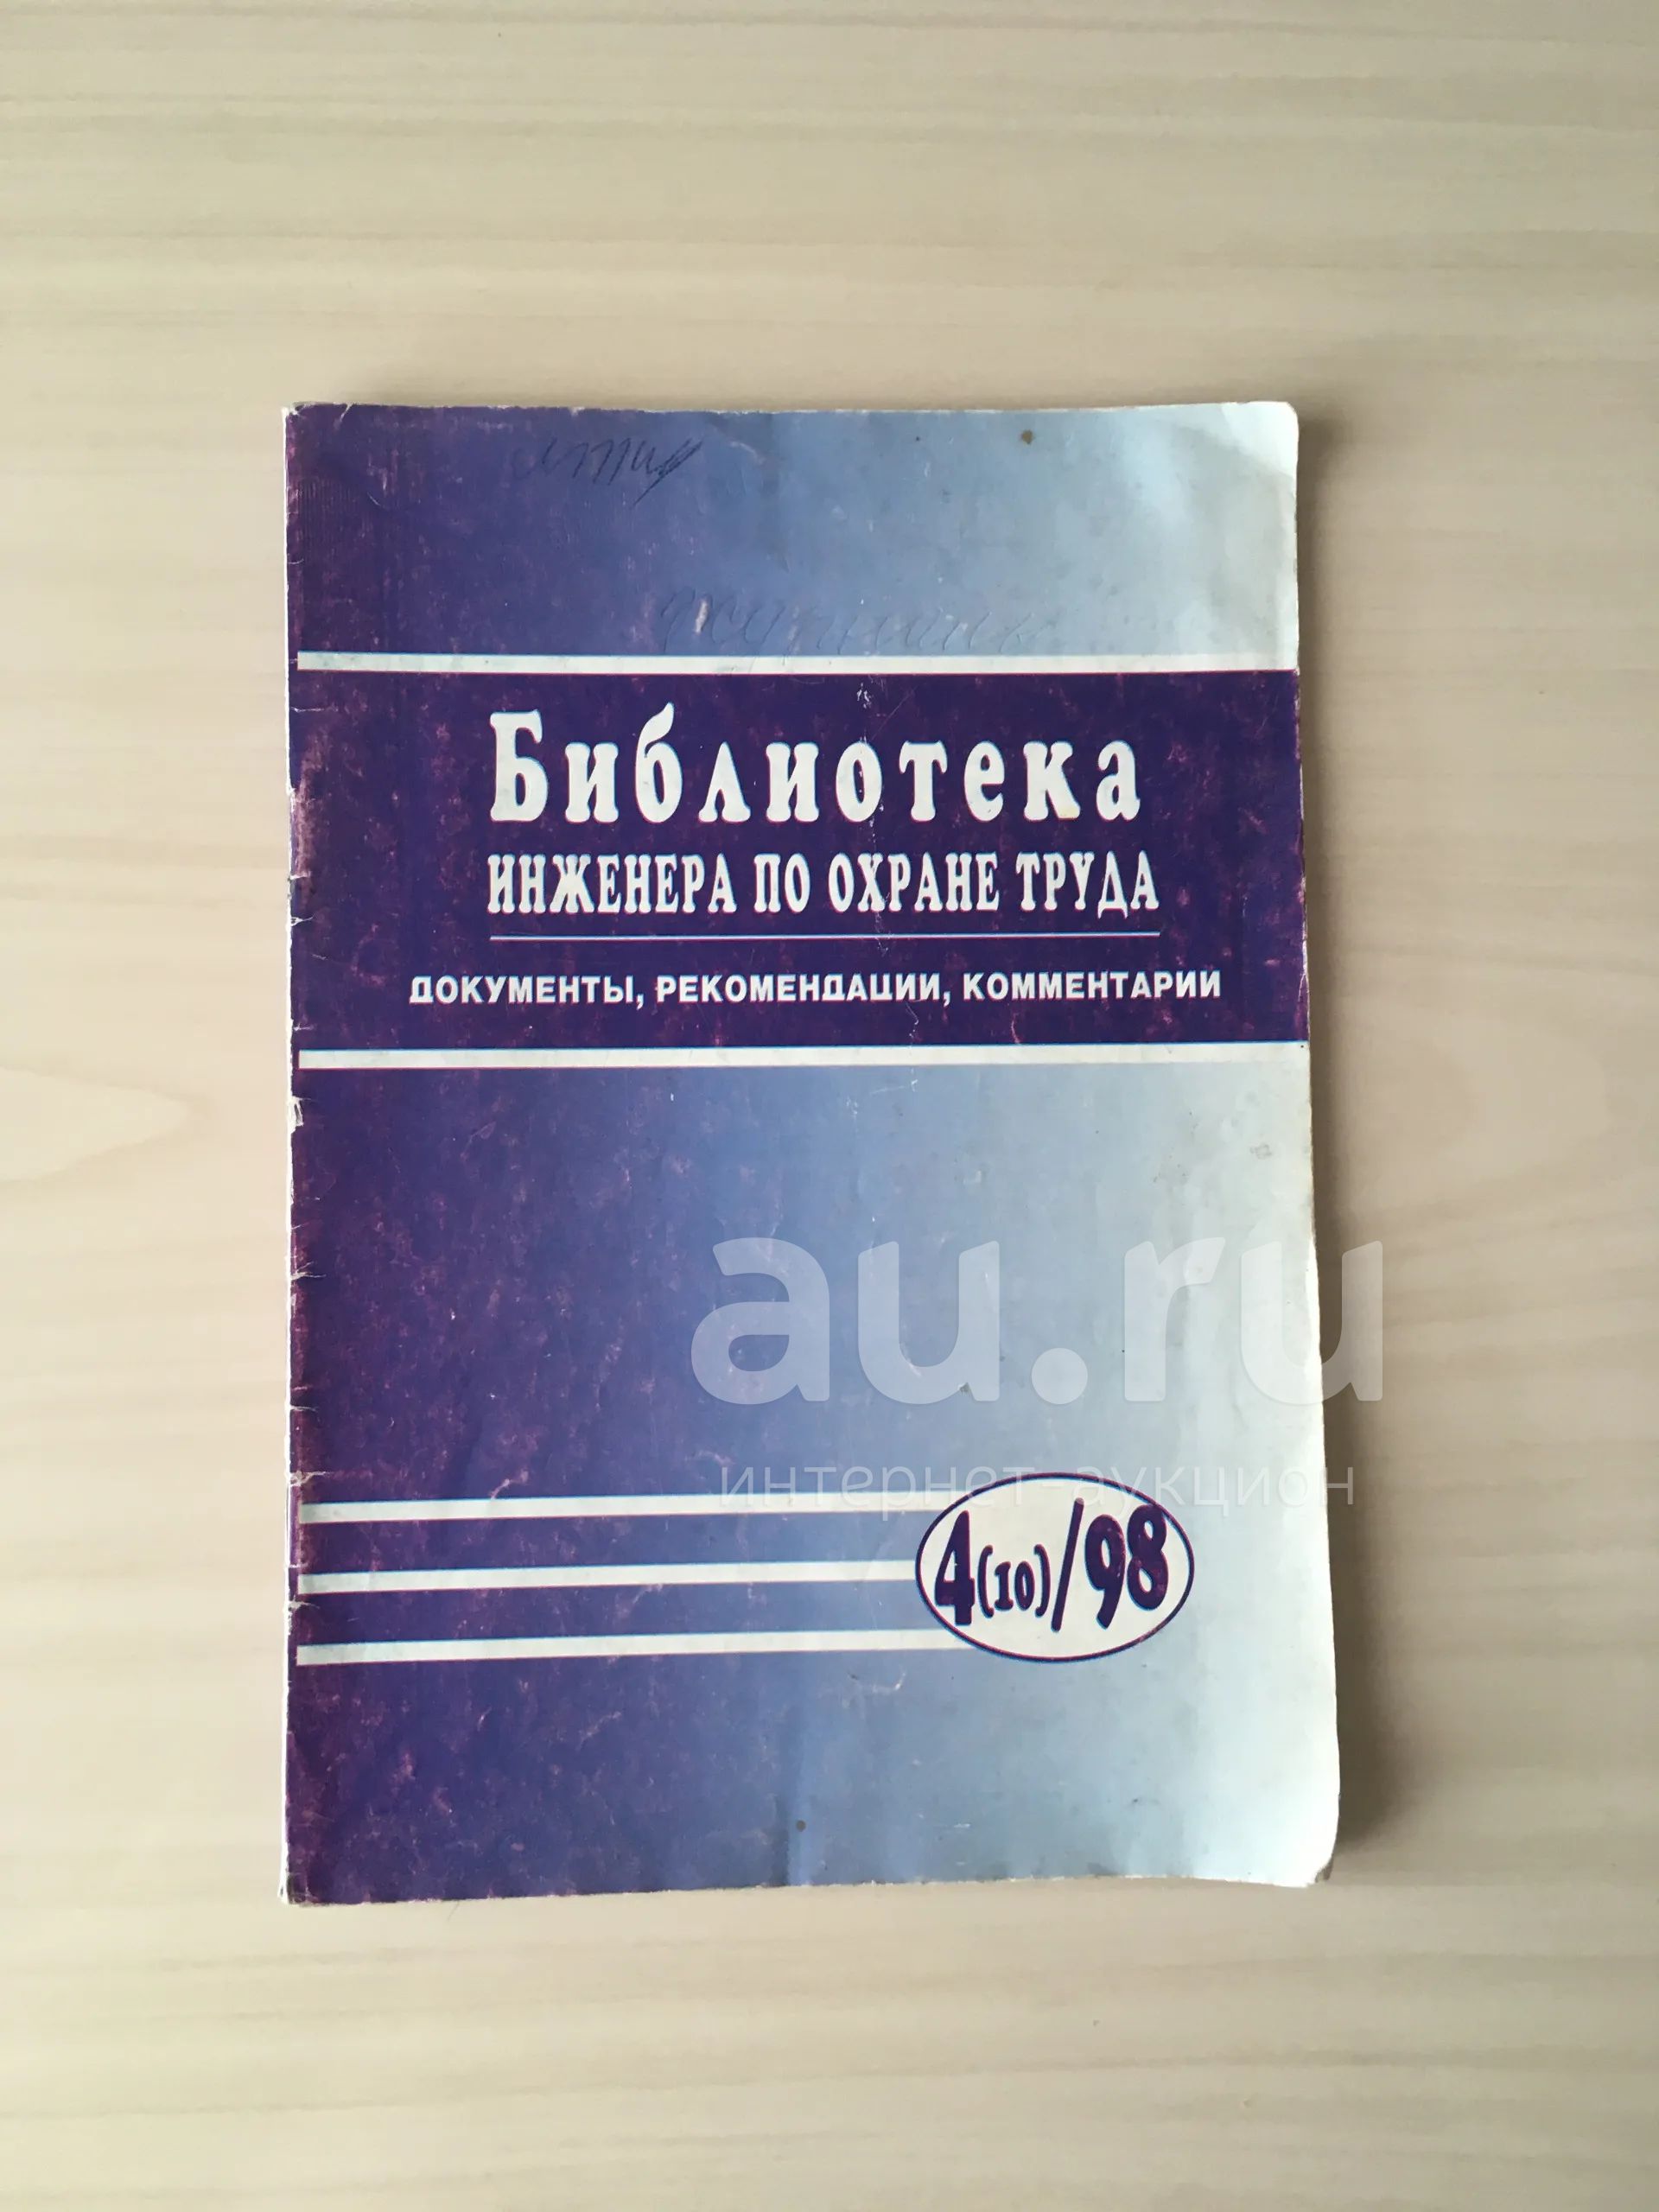 Библиотека
ИНЖЕНЕРА ПО ОХРАНЕ ТРУДА
ДОКУМЕНТЫ, РЕКОМЕНДАЦИИ, КОММЕНТАРИИ
au.ru
интернет-аукцион
4(10)/98